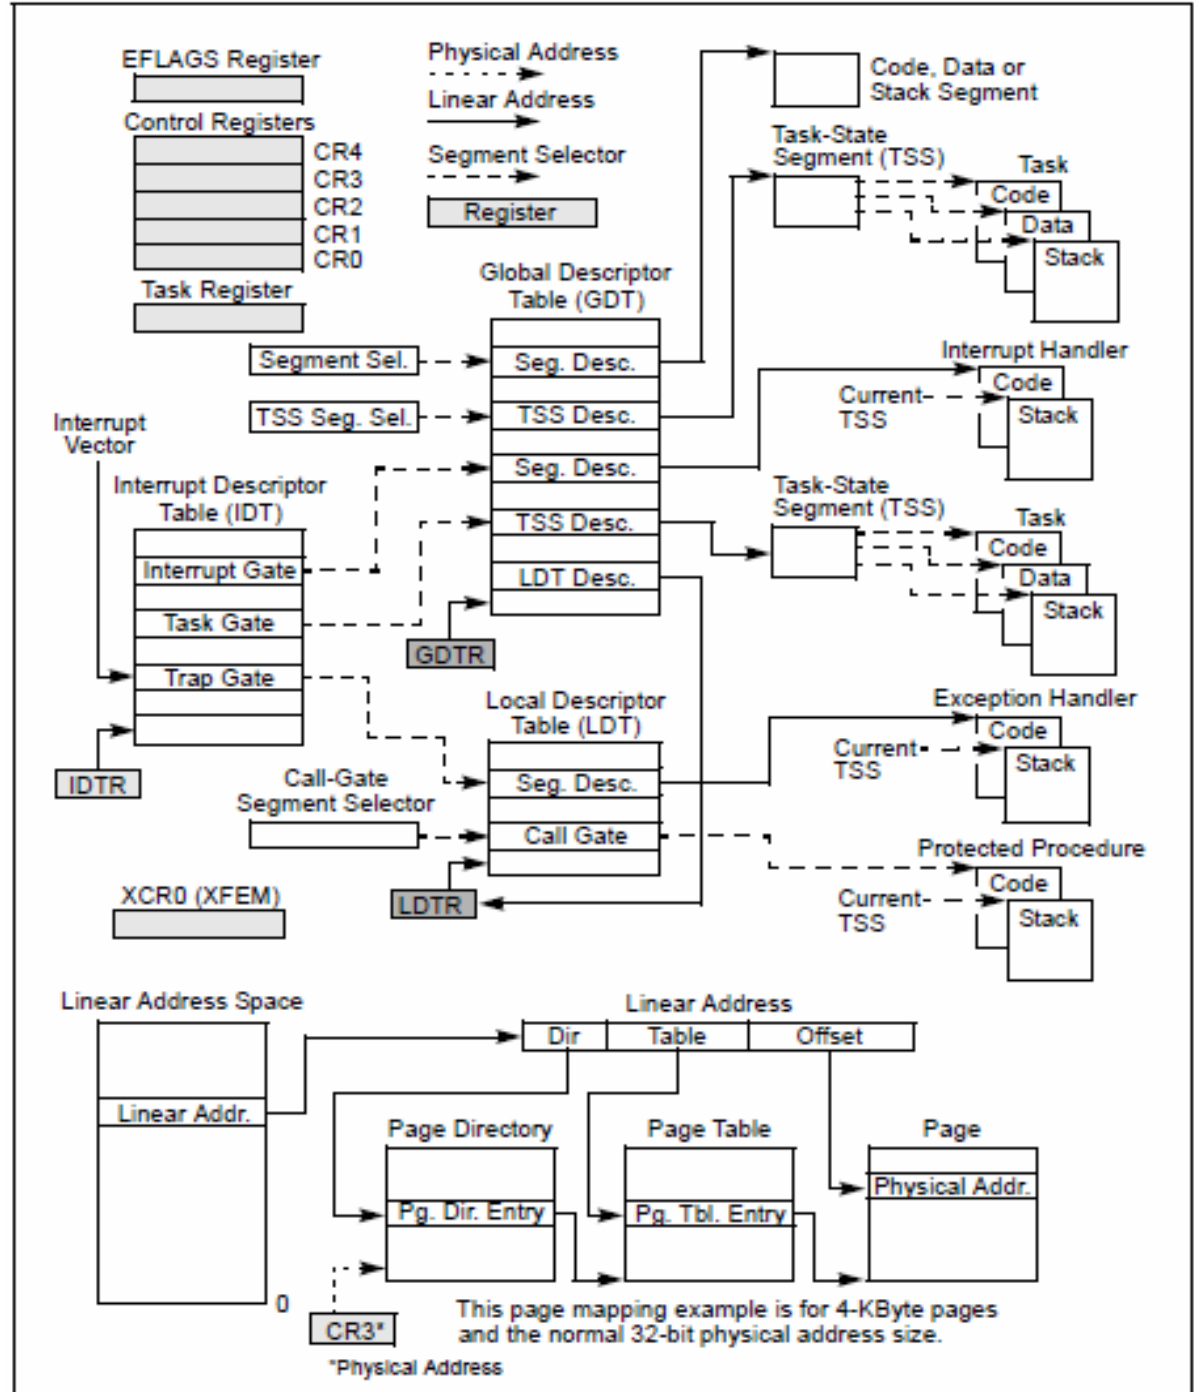 EFLAGS Register
Control Registers
CR4
CR3
CR2
CR1
CR0
Task Register
Physical Address
Linear Address
Segment Selector
Register
Code, Data or
Stack Segment
Task-State
Segment (TSS)
Task
Code
Data
Stack
Global Descriptor
Table (GDT)
Segment Sel.
Seg. Desc.
TSS Seg. Sel.
TSS Desc.
Seg. Desc.
TSS Desc.
LDT Desc.
GDTR
Interrupt Handler
Code
Current
TSS
Stack
Interrupt
Vector
Interrupt Descriptor
Table (IDT)
Interrupt Gate
Task Gate
Trap Gate
IDTR
Task-State
Segment (TSS)
Task
Code
Data
Stack
Local Descriptor
Table (LDT)
Call-Gate
Segment Selector
Seg. Desc.
Call Gate
LDTR
Exception Handler
Code
Current
TSS
Stack
Protected Procedure
Code
Current
TSS
Stack
XCR0 (XFEM)
Linear Address Space
Linear Addr.
0
Linear Address
Dir
Table
Offset
Page Directory
Pg. Dir. Entry
Page Table
Pg. Tbl. Entry
Page
Physical Addr.
CR3*
*Physical Address
This page mapping example is for 4-KByte pages
and the normal 32-bit physical address size.